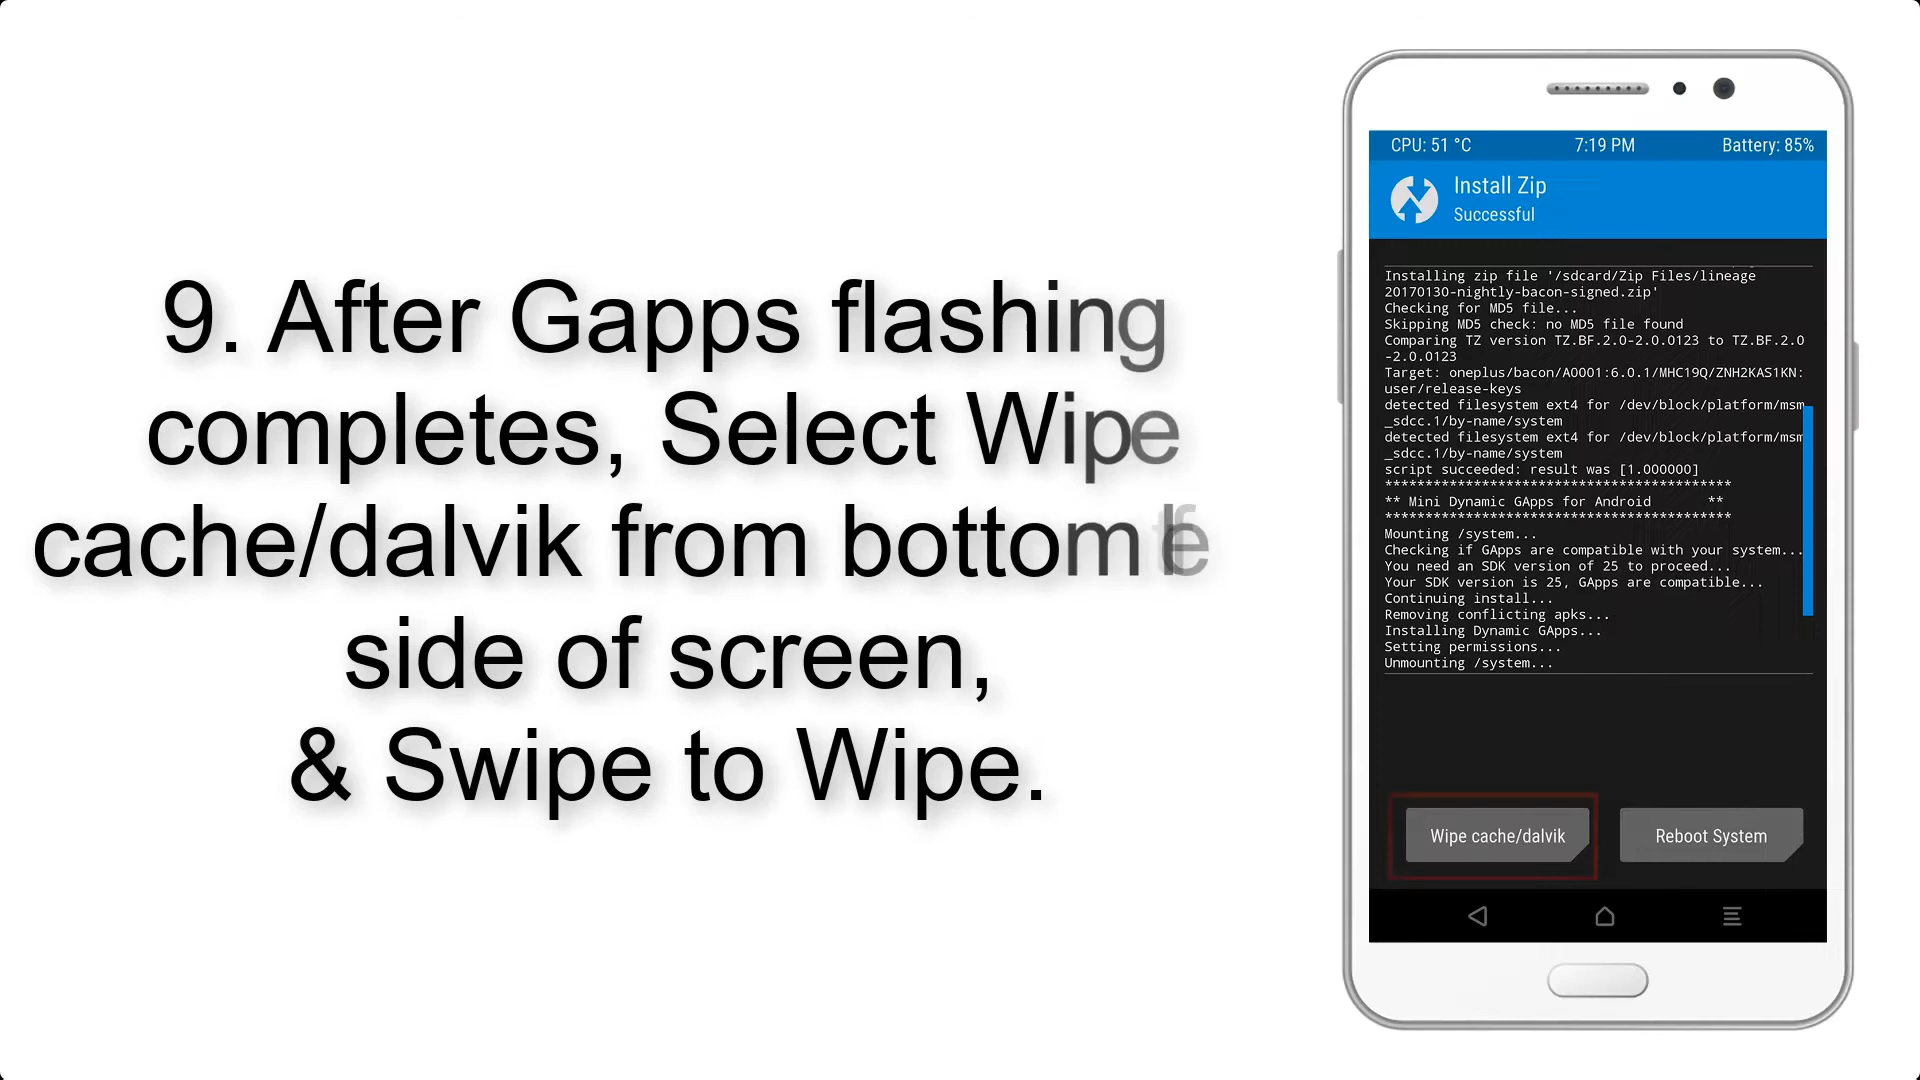 9. After Gapps flashing
completes, Select Wipe
cache/dalvik from bottom
side of screen,
& Swipe to Wipe.
CPU: 51 °C
7:19 PM
Battery: 85%
Install Zip
Successful
Installing zip file '/sdcard/Zip Files/lineage
20170130-nightly-bacon-signed.zip'
Checking for MD5 file...
Skipping MD5 check: no MD5 file found
Comparing TZ version TZ.BF.2.0-2.0.0123 to TZ.BF.2.0
-2.0.0123
Target: oneplus/bacon/A0001:6.0.1/MHC19Q/ZNH2KAS1KN:
user/release-keys
detected filesystem ext4 for /dev/block/platform/msm
_sdcc.1/by-name/system
detected filesystem ext4 for /dev/block/platform/msm
_sdcc.1/by-name/system
script succeeded: result was [1.000000]
******************************************
** Mini Dynamic GApps for Android **
******************************************
Mounting /system...
Checking if GApps are compatible with your system...
You need an SDK version of 25 to proceed...
Your SDK version is 25, GApps are compatible...
Continuing install...
Removing conflicting apks...
Installing Dynamic GApps...
Setting permissions...
Unmounting /system...
Wipe cache/dalvik
Reboot System